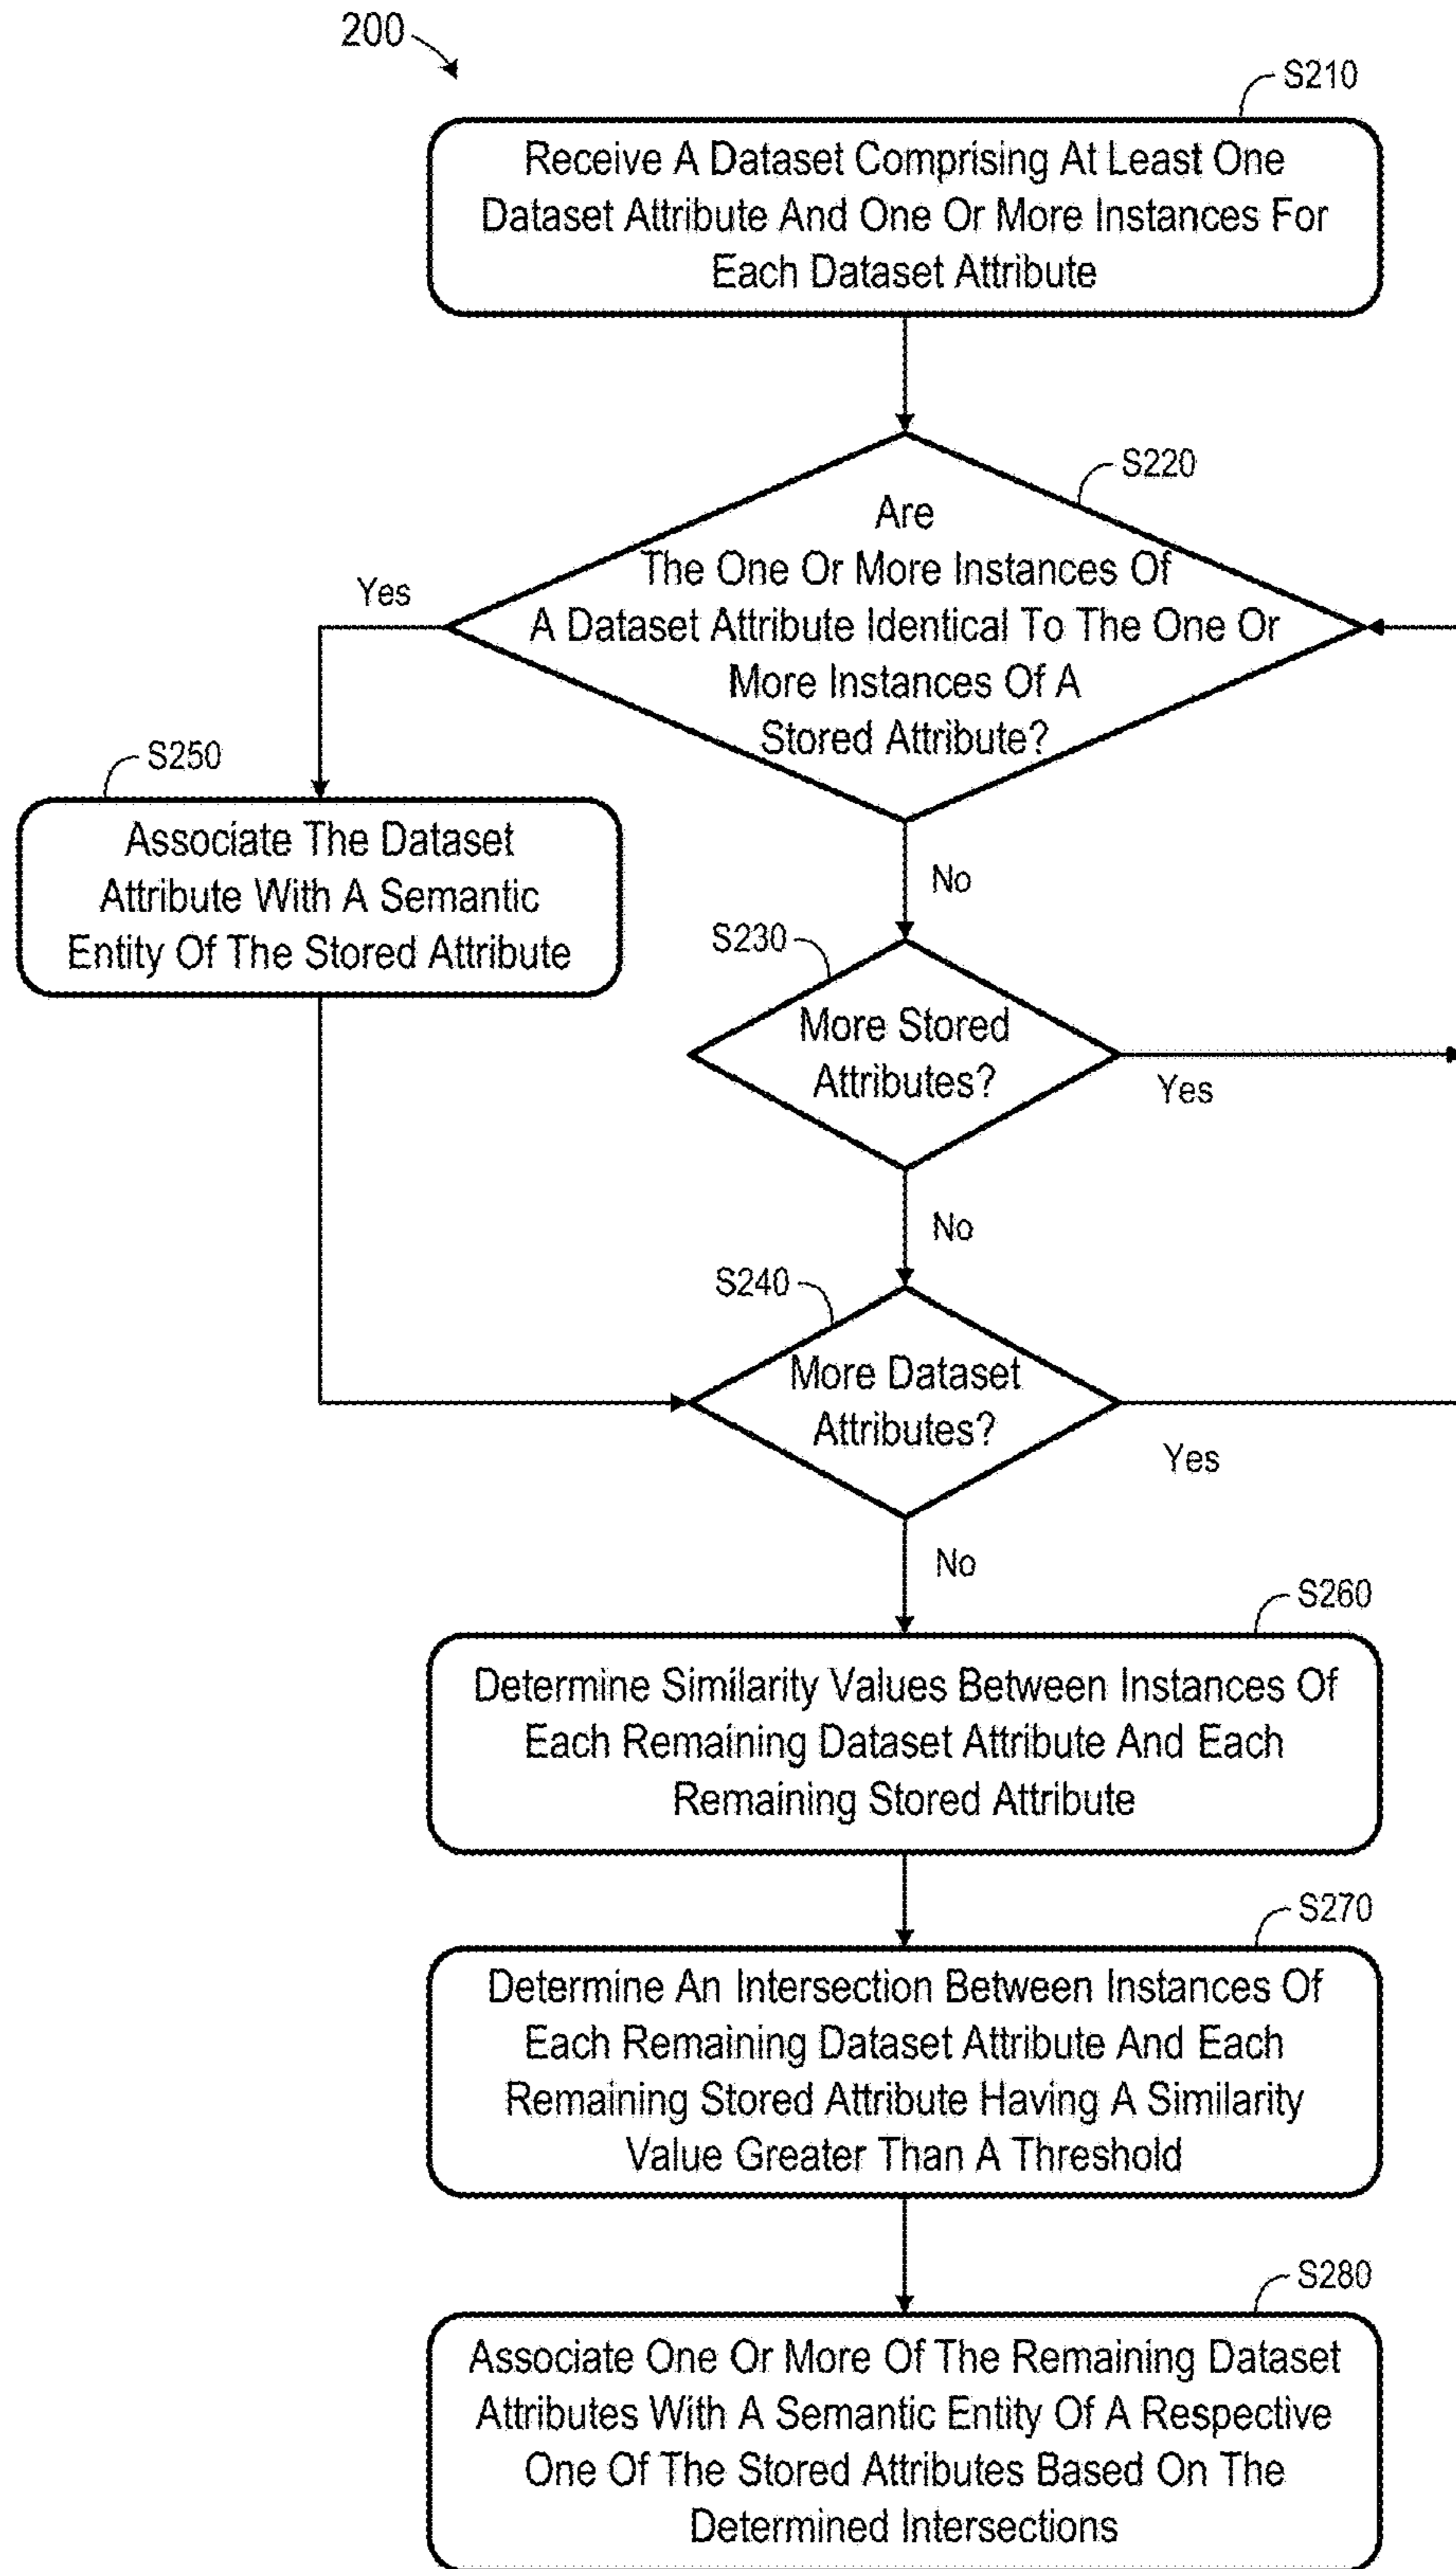 200
S210
Receive A Dataset Comprising At Least One
Dataset Attribute And One Or More Instances For
Each Dataset Attribute
S220
Are
The One Or More Instances Of
A Dataset Attribute Identical To The One Or
More Instances Of A
Stored Attribute?
Yes
S250
Associate The Dataset
Attribute With A Semantic
Entity Of The Stored Attribute
No
S230
More Stored
Attributes?
Yes
No
S240
More Dataset
Attributes?
Yes
No
S260
Determine Similarity Values Between Instances Of
Each Remaining Dataset Attribute And Each
Remaining Stored Attribute
S270
Determine An Intersection Between Instances Of
Each Remaining Dataset Attribute And Each
Remaining Stored Attribute Having A Similarity
Value Greater Than A Threshold
S280
Associate One Or More Of The Remaining Dataset
Attributes With A Semantic Entity Of A Respective
One Of The Stored Attributes Based On The
Determined Intersections